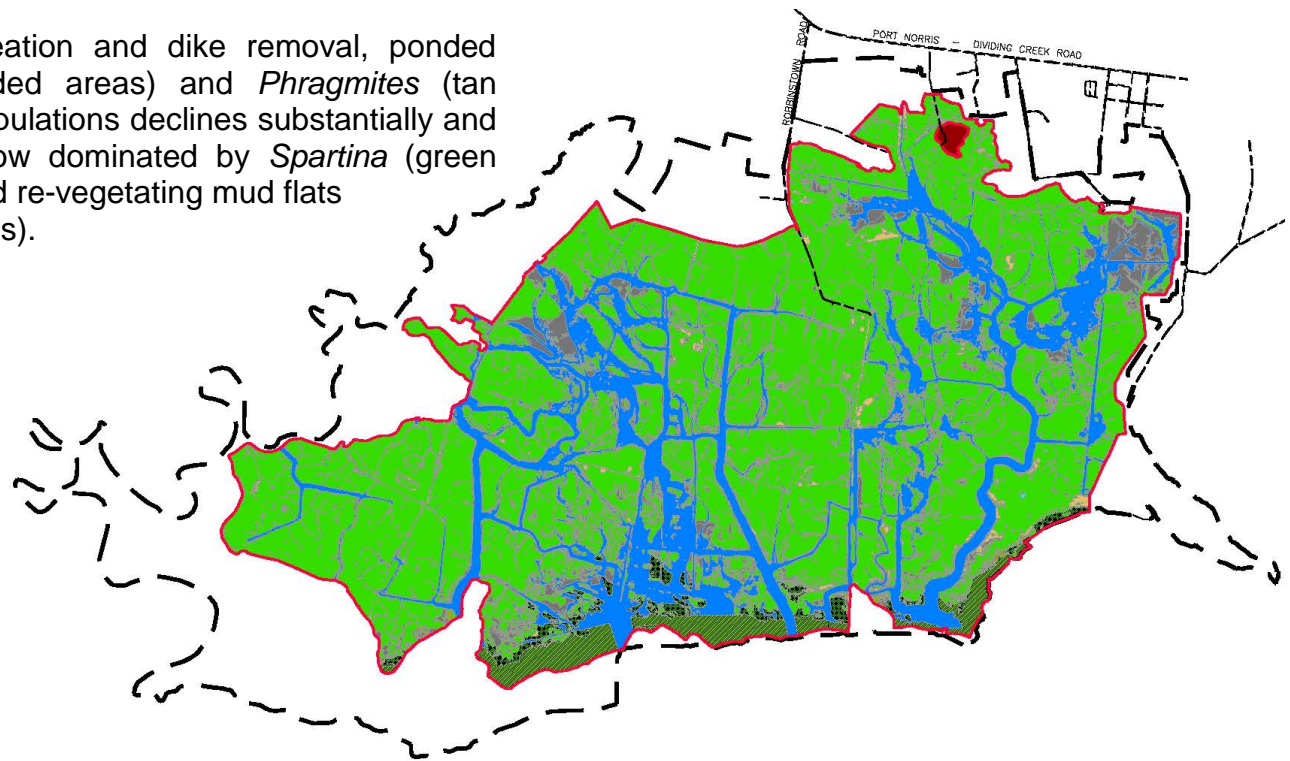 eation and dike removal, ponded
ded areas) and Phragmites (tan
pulations declines substantially and
ow dominated by Spartina (green
d re-vegetating mud flats
s).
PORT NORRIS – DIVIDING CREEK ROAD
ROBBINSTOWN ROAD